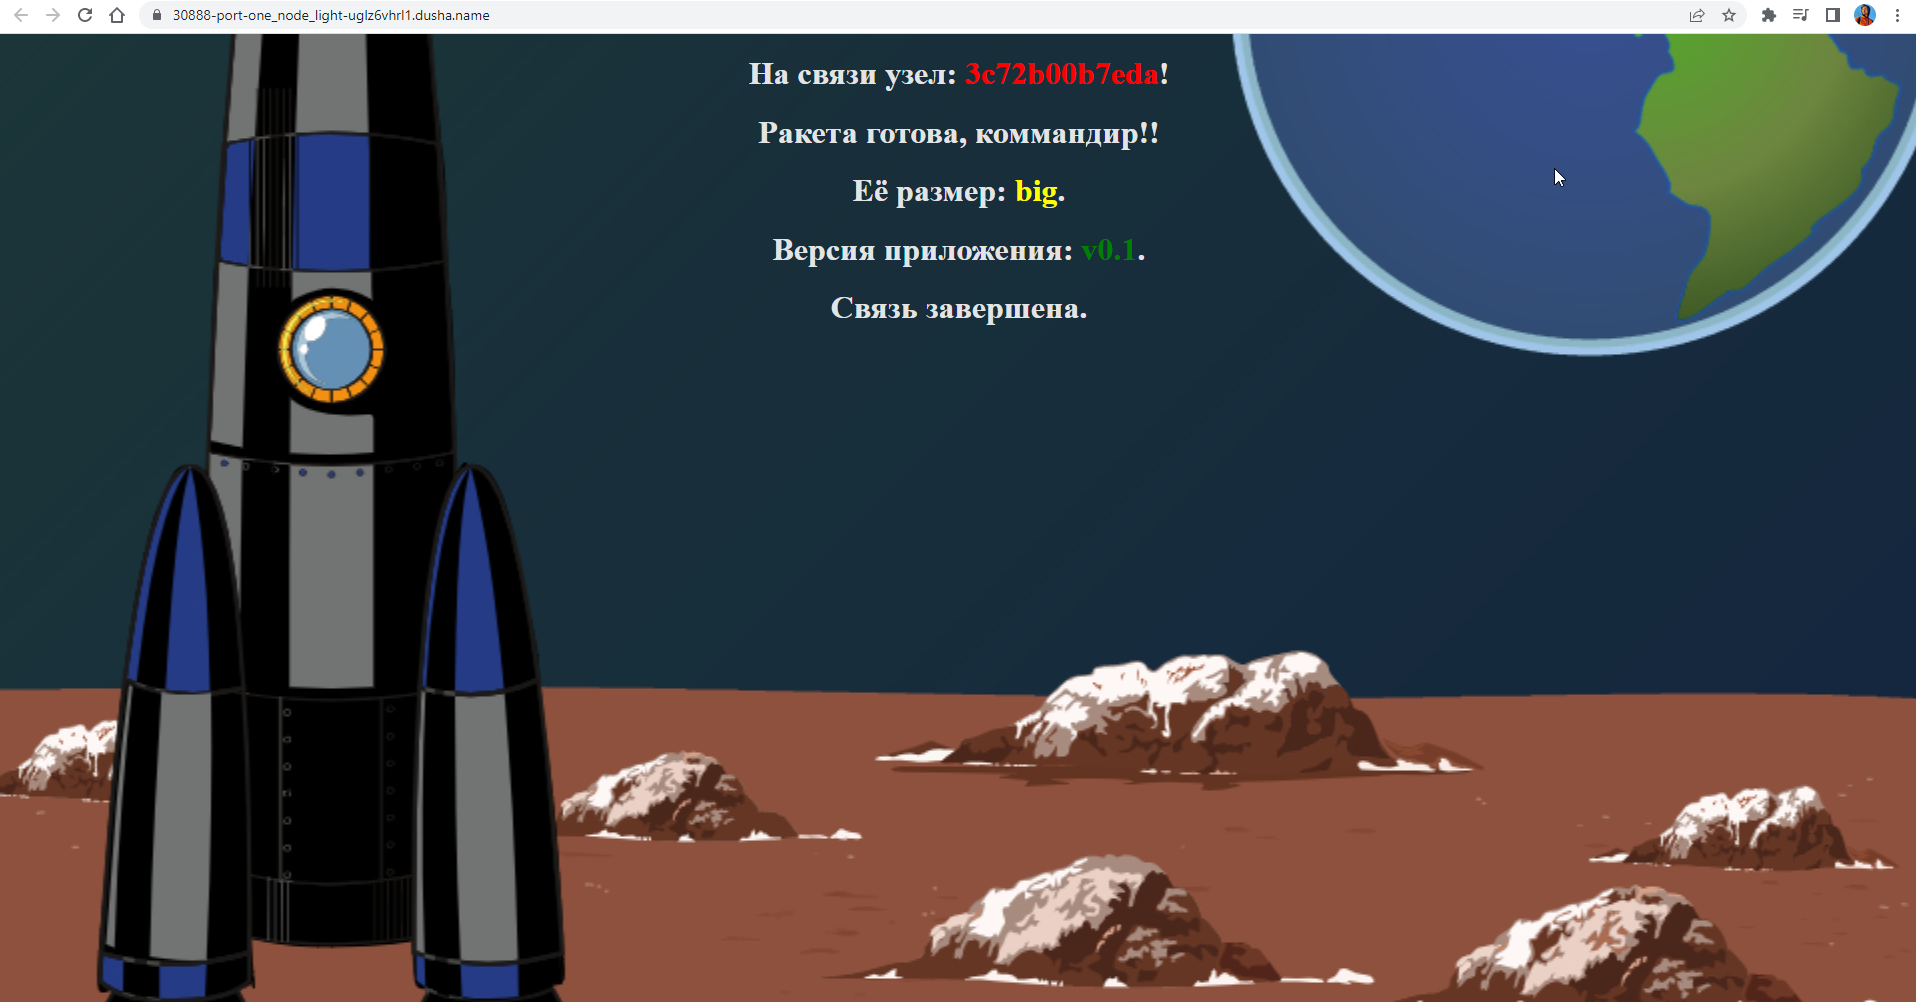 30888-port-one_node_light-uglz6vhrl1.dusha.name
На связи узел: 3c72b00b7eda!
Ракета готова, коммандир!!
Её размер: big.
Версия приложения: v0.1.
Связь завершена.